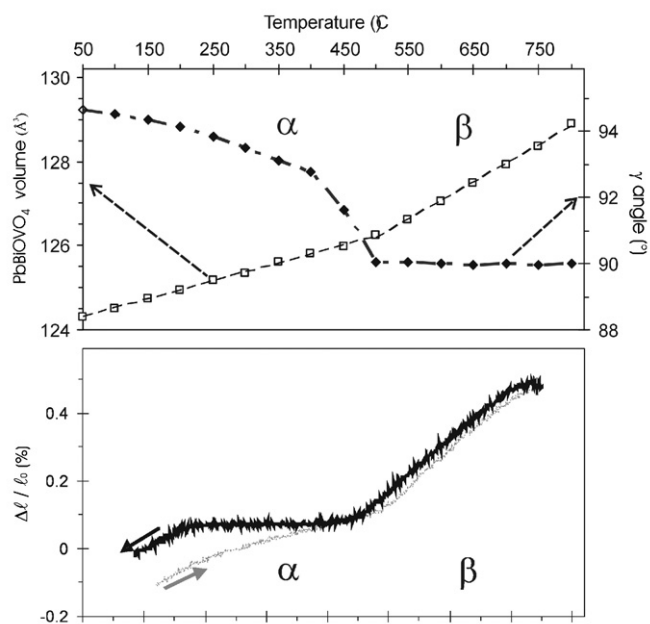 Temperature (°C
50 150 250 350 450 550 650 750
130
128
126
124
PbBiOVO₄ volume (Å³)
α
β
94
92
90
88
γ angle (°)
0.4
0.2
0
-0.2
Δℓ / ℓ₀ (%)
α
β